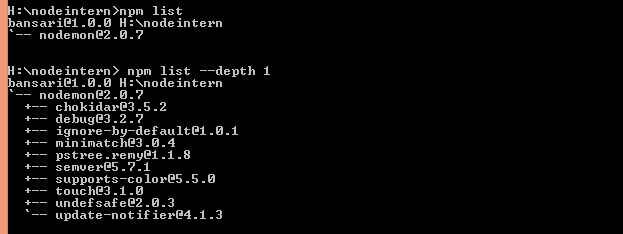 H:\nodeintern>npm list
bansari@1.0.0 H:\nodeintern
`-- nodemon@2.0.7
H:\nodeintern> npm list --depth 1
bansari@1.0.0 H:\nodeintern
`-- nodemon@2.0.7
  +-- chokidar@3.5.2
  +-- debug@3.2.7
  +-- ignore-by-default@1.0.1
  +-- minimatch@3.0.4
  +-- pstree.remy@1.1.8
  +-- semver@5.7.1
  +-- supports-color@5.5.0
  +-- touch@3.1.0
  +-- undefsafe@2.0.3
  `-- update-notifier@4.1.3